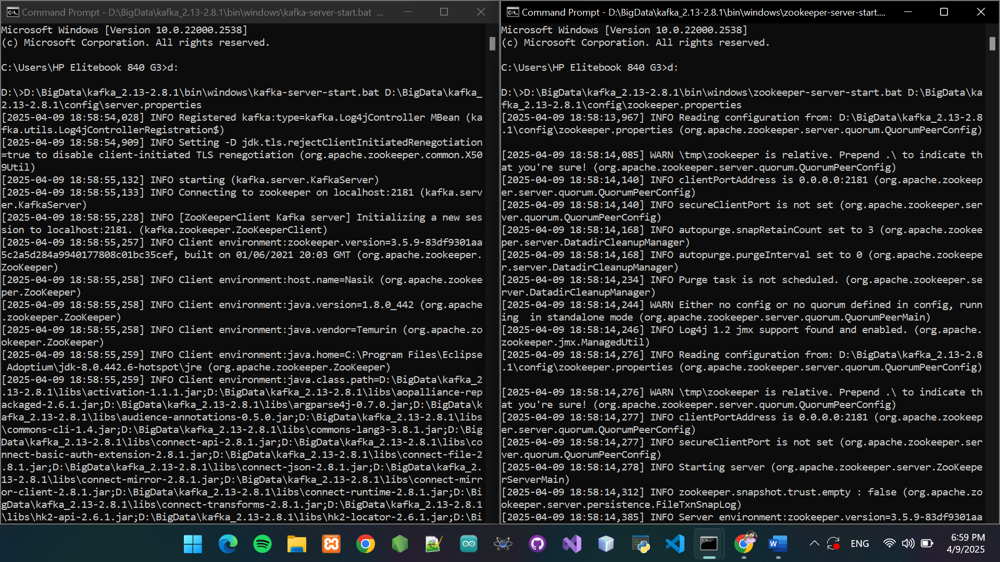 Command Prompt - D:\BigData\kafka_2.13-2.8.1\bin\windows\kafka-server-start.bat ...
Microsoft Windows [Version 10.0.22000.2538]
(c) Microsoft Corporation. All rights reserved.
C:\Users\HP Elitebook 840 G3>d:
D:\>D:\BigData\kafka_2.13-2.8.1\bin\windows\kafka-server-start.bat D:\BigData\kafka_
2.13-2.8.1\config\server.properties
[2025-04-09 18:58:54,028] INFO Registered kafka:type=kafka.Log4jController MBean (ka
fka.utils.Log4jControllerRegistration$)
[2025-04-09 18:58:54,909] INFO Setting -D jdk.tls.rejectClientInitiatedRenegotiation
=true to disable client-initiated TLS renegotiation (org.apache.zookeeper.common.X50
9Util)
[2025-04-09 18:58:55,132] INFO starting (kafka.server.KafkaServer)
[2025-04-09 18:58:55,133] INFO Connecting to zookeeper on localhost:2181 (kafka.serv
er.KafkaServer)
[2025-04-09 18:58:55,228] INFO [ZooKeeperClient Kafka server] Initializing a new ses
sion to localhost:2181. (kafka.zookeeper.ZooKeeperClient)
[2025-04-09 18:58:55,257] INFO Client environment:zookeeper.version=3.5.9-83df9301aa
5c2a5d284a9940177808c01bc35cef, built on 01/06/2021 20:03 GMT (org.apache.zookeeper.
ZooKeeper)
[2025-04-09 18:58:55,258] INFO Client environment:host.name=Nasik (org.apache.zookee
per.ZooKeeper)
[2025-04-09 18:58:55,258] INFO Client environment:java.version=1.8.0_442 (org.apache
.zookeeper.ZooKeeper)
[2025-04-09 18:58:55,258] INFO Client environment:java.vendor=Temurin (org.apache.zo
okeeper.ZooKeeper)
[2025-04-09 18:58:55,259] INFO Client environment:java.home=C:\Program Files\Eclipse
 Adoptium\jdk-8.0.442.6-hotspot\jre (org.apache.zookeeper.ZooKeeper)
[2025-04-09 18:58:55,259] INFO Client environment:java.class.path=D:\BigData\kafka_2
.13-2.8.1\libs\activation-1.1.1.jar;D:\BigData\kafka_2.13-2.8.1\libs\aopalliance-rep
ackaged-2.6.1.jar;D:\BigData\kafka_2.13-2.8.1\libs\argparse4j-0.7.0.jar;D:\BigData\k
afka_2.13-2.8.1\libs\audience-annotations-0.5.0.jar;D:\BigData\kafka_2.13-2.8.1\libs
\commons-cli-1.4.jar;D:\BigData\kafka_2.13-2.8.1\libs\commons-lang3-3.8.1.jar;D:\Big
Data\kafka_2.13-2.8.1\libs\connect-api-2.8.1.jar;D:\BigData\kafka_2.13-2.8.1\libs\co
nnect-basic-auth-extension-2.8.1.jar;D:\BigData\kafka_2.13-2.8.1\libs\connect-file-2
.8.1.jar;D:\BigData\kafka_2.13-2.8.1\libs\connect-json-2.8.1.jar;D:\BigData\kafka_2.
13-2.8.1\libs\connect-mirror-2.8.1.jar;D:\BigData\kafka_2.13-2.8.1\libs\connect-mirr
or-client-2.8.1.jar;D:\BigData\kafka_2.13-2.8.1\libs\connect-runtime-2.8.1.jar;D:\Bi
gData\kafka_2.13-2.8.1\libs\connect-transforms-2.8.1.jar;D:\BigData\kafka_2.13-2.8.1
\libs\hk2-api-2.6.1.jar;D:\BigData\kafka_2.13-2.8.1\libs\hk2-locator-2.6.1.jar;D:\Bi
Command Prompt - D:\BigData\kafka_2.13-2.8.1\bin\windows\zookeeper-server-start....
Microsoft Windows [Version 10.0.22000.2538]
(c) Microsoft Corporation. All rights reserved.
C:\Users\HP Elitebook 840 G3>d:
D:\>D:\BigData\kafka_2.13-2.8.1\bin\windows\zookeeper-server-start.bat D:\BigData\ka
fka_2.13-2.8.1\config\zookeeper.properties
[2025-04-09 18:58:13,967] INFO Reading configuration from: D:\BigData\kafka_2.13-2.8
.1\config\zookeeper.properties (org.apache.zookeeper.server.quorum.QuorumPeerConfig)
[2025-04-09 18:58:14,085] WARN \tmp\zookeeper is relative. Prepend .\ to indicate th
at you're sure! (org.apache.zookeeper.server.quorum.QuorumPeerConfig)
[2025-04-09 18:58:14,140] INFO clientPortAddress is 0.0.0.0:2181 (org.apache.zookeep
er.server.quorum.QuorumPeerConfig)
[2025-04-09 18:58:14,140] INFO secureClientPort is not set (org.apache.zookeeper.ser
ver.quorum.QuorumPeerConfig)
[2025-04-09 18:58:14,168] INFO autopurge.snapRetainCount set to 3 (org.apache.zookee
per.server.DatadirCleanupManager)
[2025-04-09 18:58:14,168] INFO autopurge.purgeInterval set to 0 (org.apache.zookeepe
r.server.DatadirCleanupManager)
[2025-04-09 18:58:14,234] INFO Purge task is not scheduled. (org.apache.zookeeper.se
rver.DatadirCleanupManager)
[2025-04-09 18:58:14,244] WARN Either no config or no quorum defined in config, runn
ing  in standalone mode (org.apache.zookeeper.server.quorum.QuorumPeerMain)
[2025-04-09 18:58:14,246] INFO Log4j 1.2 jmx support found and enabled. (org.apache.
zookeeper.jmx.ManagedUtil)
[2025-04-09 18:58:14,276] INFO Reading configuration from: D:\BigData\kafka_2.13-2.8
.1\config\zookeeper.properties (org.apache.zookeeper.server.quorum.QuorumPeerConfig)
[2025-04-09 18:58:14,276] WARN \tmp\zookeeper is relative. Prepend .\ to indicate th
at you're sure! (org.apache.zookeeper.server.quorum.QuorumPeerConfig)
[2025-04-09 18:58:14,277] INFO clientPortAddress is 0.0.0.0:2181 (org.apache.zookeep
er.server.quorum.QuorumPeerConfig)
[2025-04-09 18:58:14,277] INFO secureClientPort is not set (org.apache.zookeeper.ser
ver.quorum.QuorumPeerConfig)
[2025-04-09 18:58:14,278] INFO Starting server (org.apache.zookeeper.server.ZooKeepe
rServerMain)
[2025-04-09 18:58:14,312] INFO zookeeper.snapshot.trust.empty : false (org.apache.zo
okeeper.server.persistence.FileTxnSnapLog)
[2025-04-09 18:58:14,385] INFO Server environment:zookeeper.version=3.5.9-83df9301aa
ENG
6:59 PM
4/9/2025